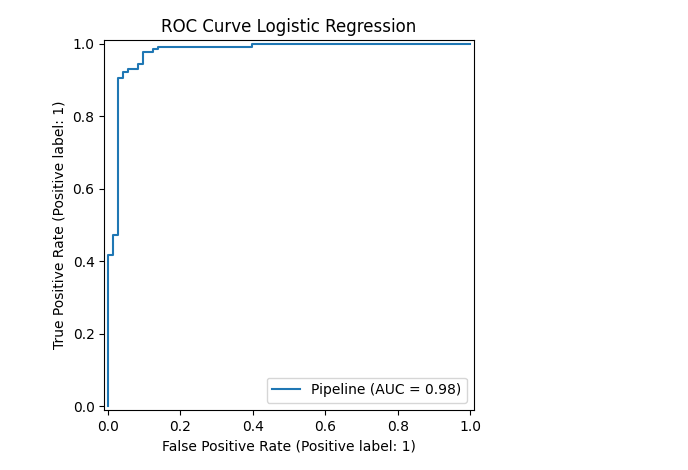 ROC Curve Logistic Regression
1.0
0.8
0.6
0.4
0.2
0.0
True Positive Rate (Positive label: 1)
Pipeline (AUC = 0.98)
0.0 0.2 0.4 0.6 0.8 1.0
False Positive Rate (Positive label: 1)